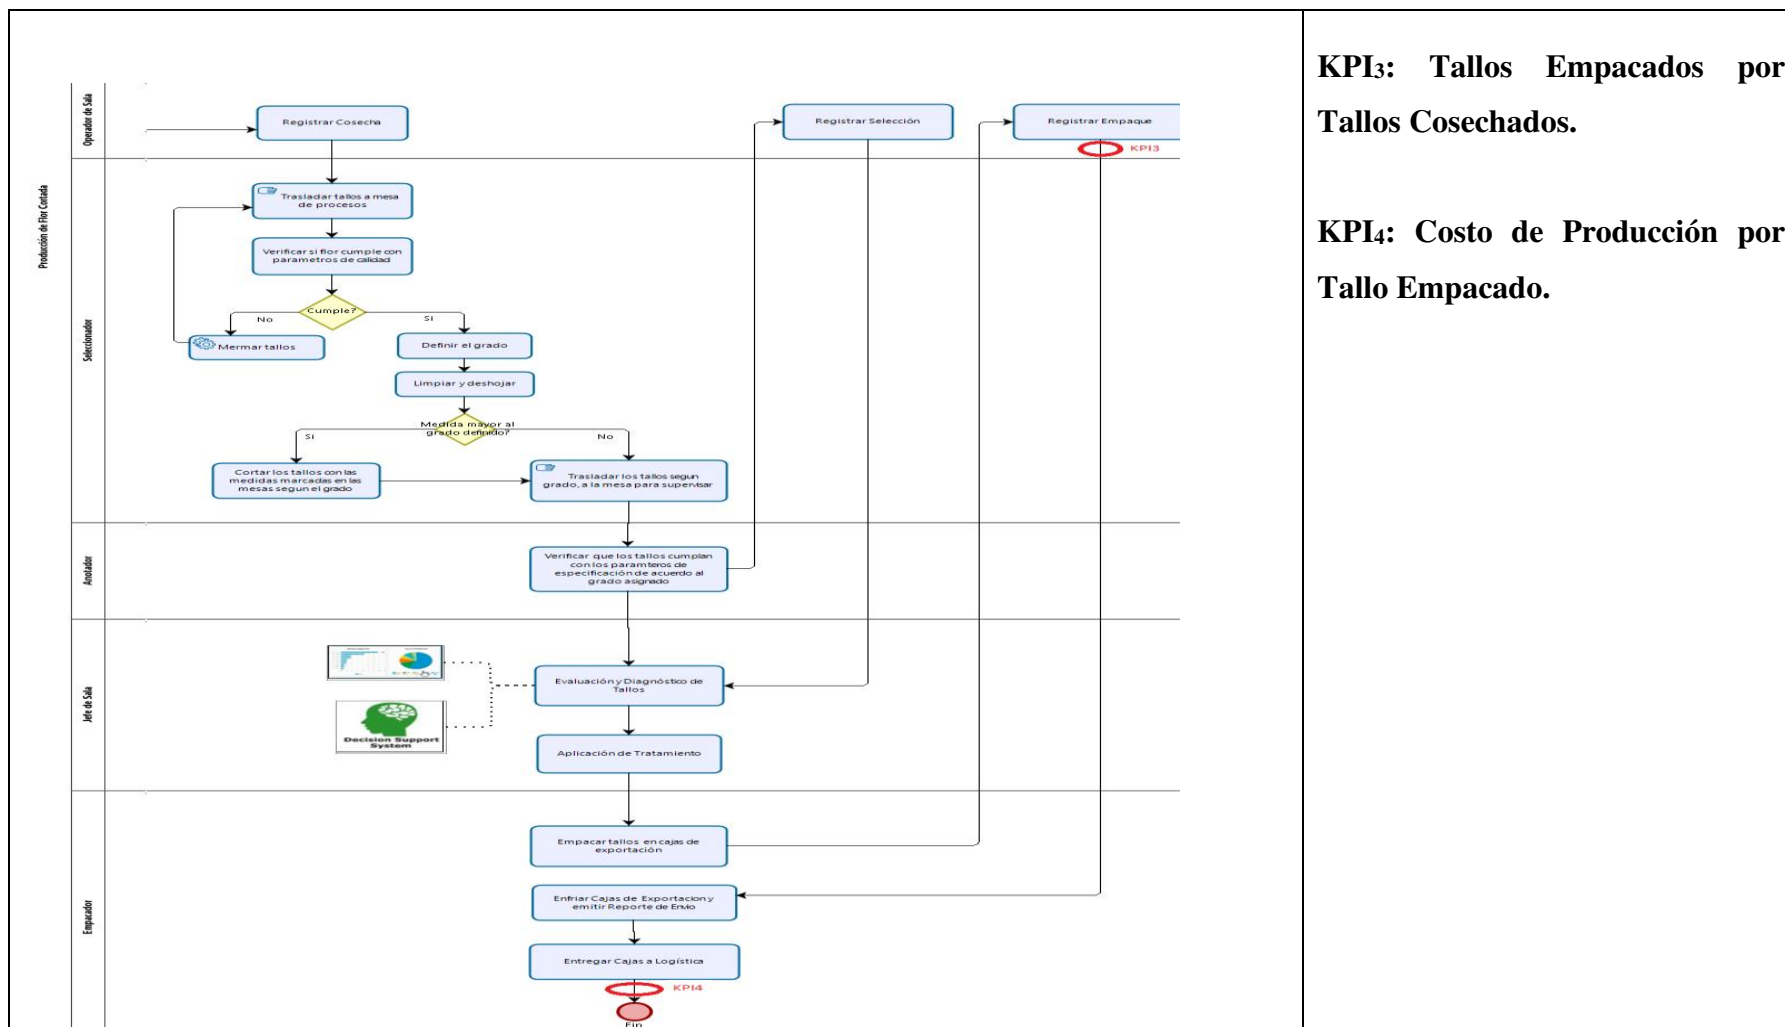 Producción de Flor Cortada
Operador de Sala
Registrar Cosecha
Registrar Selección
Registrar Empaque
KPI3
Seleccionador
Trasladar tallos a mesa
de procesos
Verificar si flor cumple con
parametros de calidad
Cumple?
No
Si
Mermar tallos
Definir el grado
Limpiar y deshojar
Medida mayor al
grado definido?
Si
No
Cortar los tallos con las
medidas marcadas en las
mesas segun el grado
Trasladar los tallos segun
grado, a la mesa para supervisar
Anotador
Verificar que los tallos cumplan
con los paramteros de
especificación de acuerdo al
grado asignado
Jefe de Sala
Decision Support
System
Evaluación y Diagnóstico de
Tallos
Aplicación de Tratamiento
Empacador
Empacar tallos en cajas de
exportación
Enfriar Cajas de Exportacion y
emitir Reporte de Envio
Entregar Cajas a Logística
KPI4
Fin
KPI3: Tallos Empacados por
Tallos Cosechados.
KPI4: Costo de Producción por
Tallo Empacado.